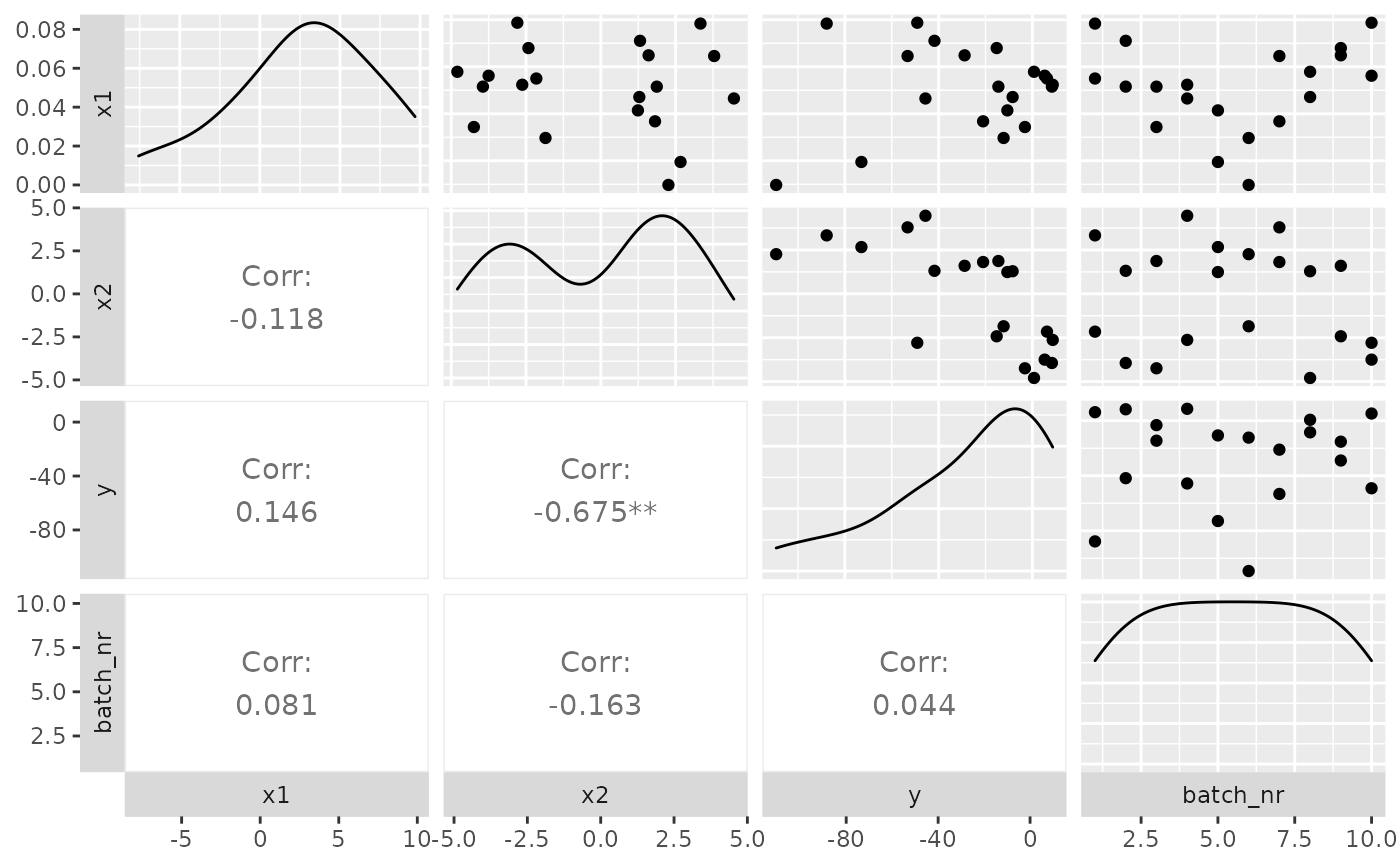 0.08
0.06
0.04
0.02
0.00
x1
5.0
2.5
0.0
-2.5
-5.0
x2
Corr:
-0.118
0
-40
-80
y
Corr:
0.146
Corr:
-0.675**
10.0
7.5
5.0
2.5
batch_nr
Corr:
0.081
Corr:
-0.163
Corr:
0.044
x1 x2 y batch_nr
-5 0 5 10 -5.0 -2.5 0.0 2.5 5.0 -80 -40 0 2.5 5.0 7.5 10.0